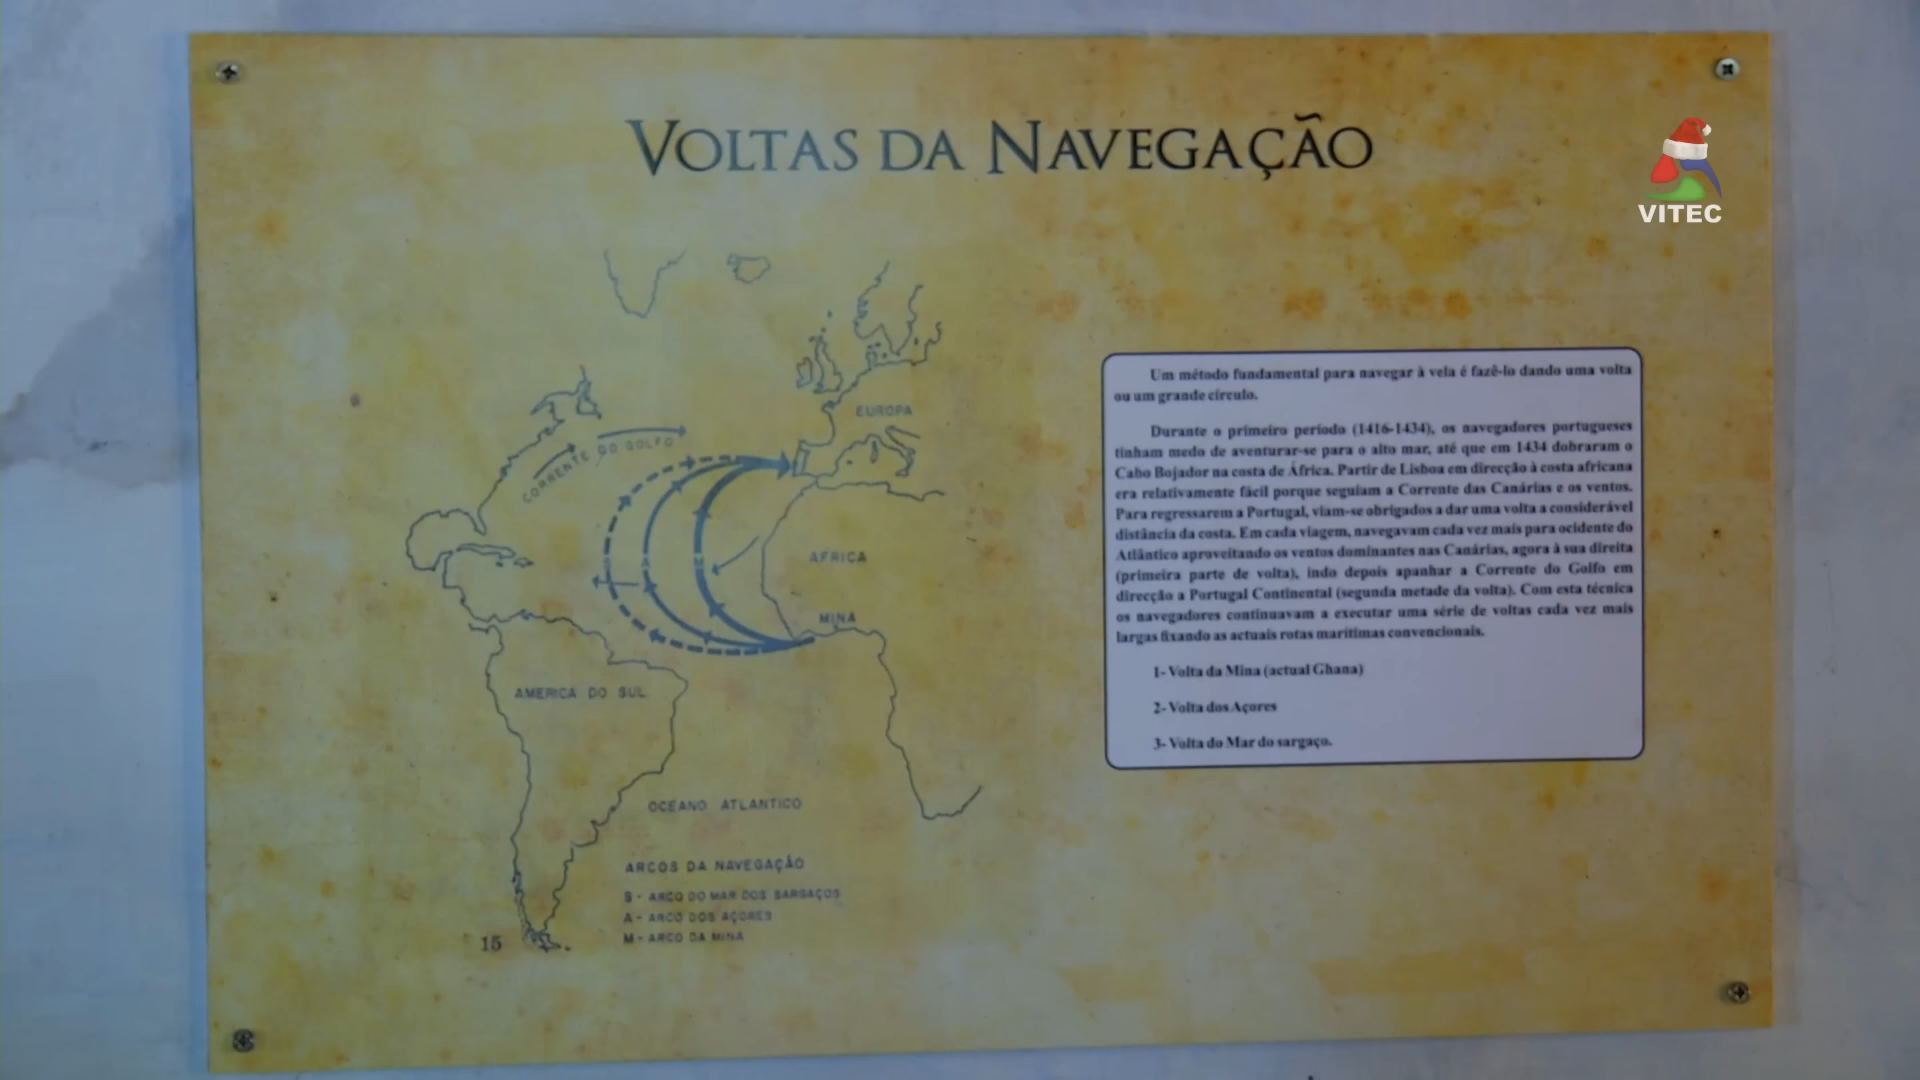 VOLTAS DA NAVEGAÇÃO
VITEC
EUROPA
CORRENTE DO GOLFO
S A M
AFRICA
MINA
AMERICA DO SUL
OCEANO ATLANTICO
ARCOS DA NAVEGAÇÃO
S - ARCO DO MAR DOS SARGAÇOS
A - ARCO DOS AÇORES
M - ARCO DA MINA
15
Um método fundamental para navegar à vela é fazê-lo dando uma volta
ou um grande círculo.
Durante o primeiro período (1416-1434), os navegadores portugueses
tinham medo de aventurar-se para o alto mar, até que em 1434 dobraram o
Cabo Bojador na costa de África. Partir de Lisboa em direcção à costa africana
era relativamente fácil porque seguiam a Corrente das Canárias e os ventos.
Para regressarem a Portugal, viam-se obrigados a dar uma volta a considerável
distância da costa. Em cada viagem, navegavam cada vez mais para ocidente do
Atlântico aproveitando os ventos dominantes nas Canárias, agora à sua direita
(primeira parte de volta), indo depois apanhar a Corrente do Golfo em
direcção a Portugal Continental (segunda metade da volta). Com esta técnica
os navegadores continuavam a executar uma série de voltas cada vez mais
largas fixando as actuais rotas marítimas convencionais.
1- Volta da Mina (actual Ghana)
2- Volta dos Açores
3- Volta do Mar do sargaço.